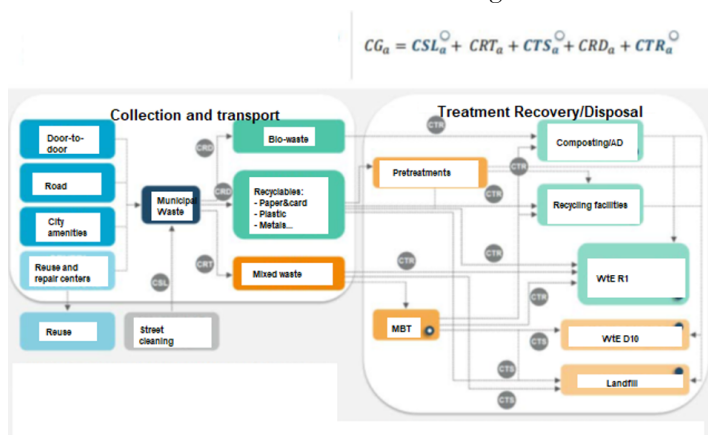 CG_a = CSL_a + CRT_a + CTS_a + CRD_a + CTR_a
Collection and transport
Door-to-
door
Road
City
amenities
Reuse and
repair centers
Reuse
Street
cleaning
Municipal
Waste
CSL
CRD
CRD
CRT
Bio-waste
Recyclables:
- Paper&card
- Plastic
- Metals...
Mixed waste
Treatment Recovery/Disposal
CTR
CTR
CTR
CTR
CTR
CTR
CTS
CTS
CTS
Pretreatments
MBT
Composting/AD
Recycling facilities
WtE R1
WtE D10
Landfill